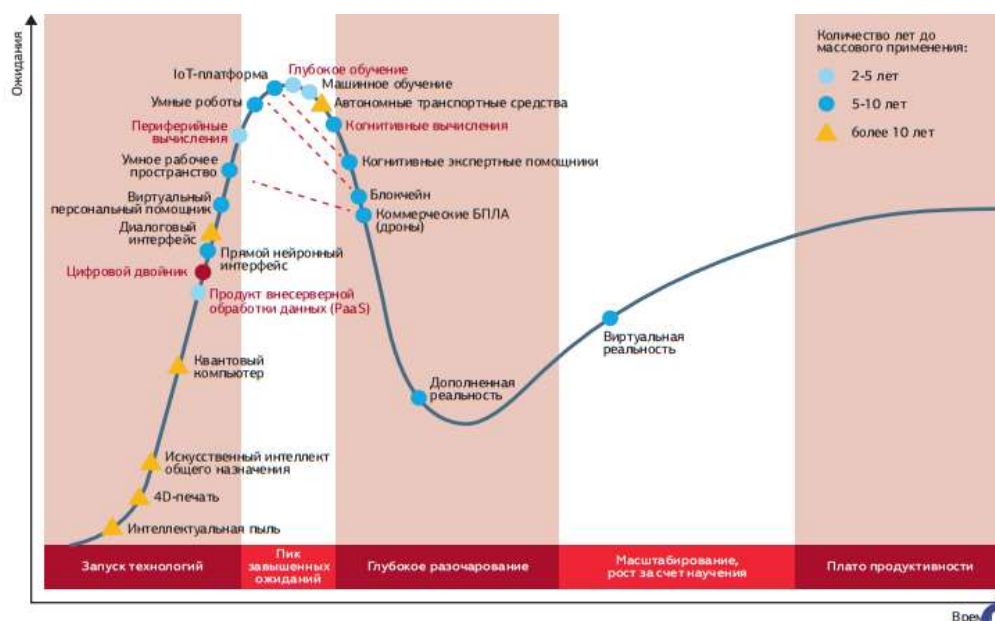 Ожидания
Количество лет до
массового применения:
2-5 лет
5-10 лет
более 10 лет
IoT-платформа
Глубокое обучение
Машинное обучение
Умные роботы
Автономные транспортные средства
Периферийные
вычисления
Когнитивные вычисления
Умное рабочее
пространство
Когнитивные экспертные помощники
Виртуальный
персональный помощник
Блокчейн
Коммерческие БПЛА
(дроны)
Диалоговый
интерфейс
Прямой нейронный
интерфейс
Цифровой двойник
Продукт внесерверной
обработки данных (PaaS)
Виртуальная
реальность
Квантовый
компьютер
Дополненная
реальность
Искусственный интеллект
общего назначения
4D-печать
Интеллектуальная пыль
Запуск технологий
Пик
завышенных
ожиданий
Глубокое разочарование
Масштабирование,
рост за счет научения
Плато продуктивности